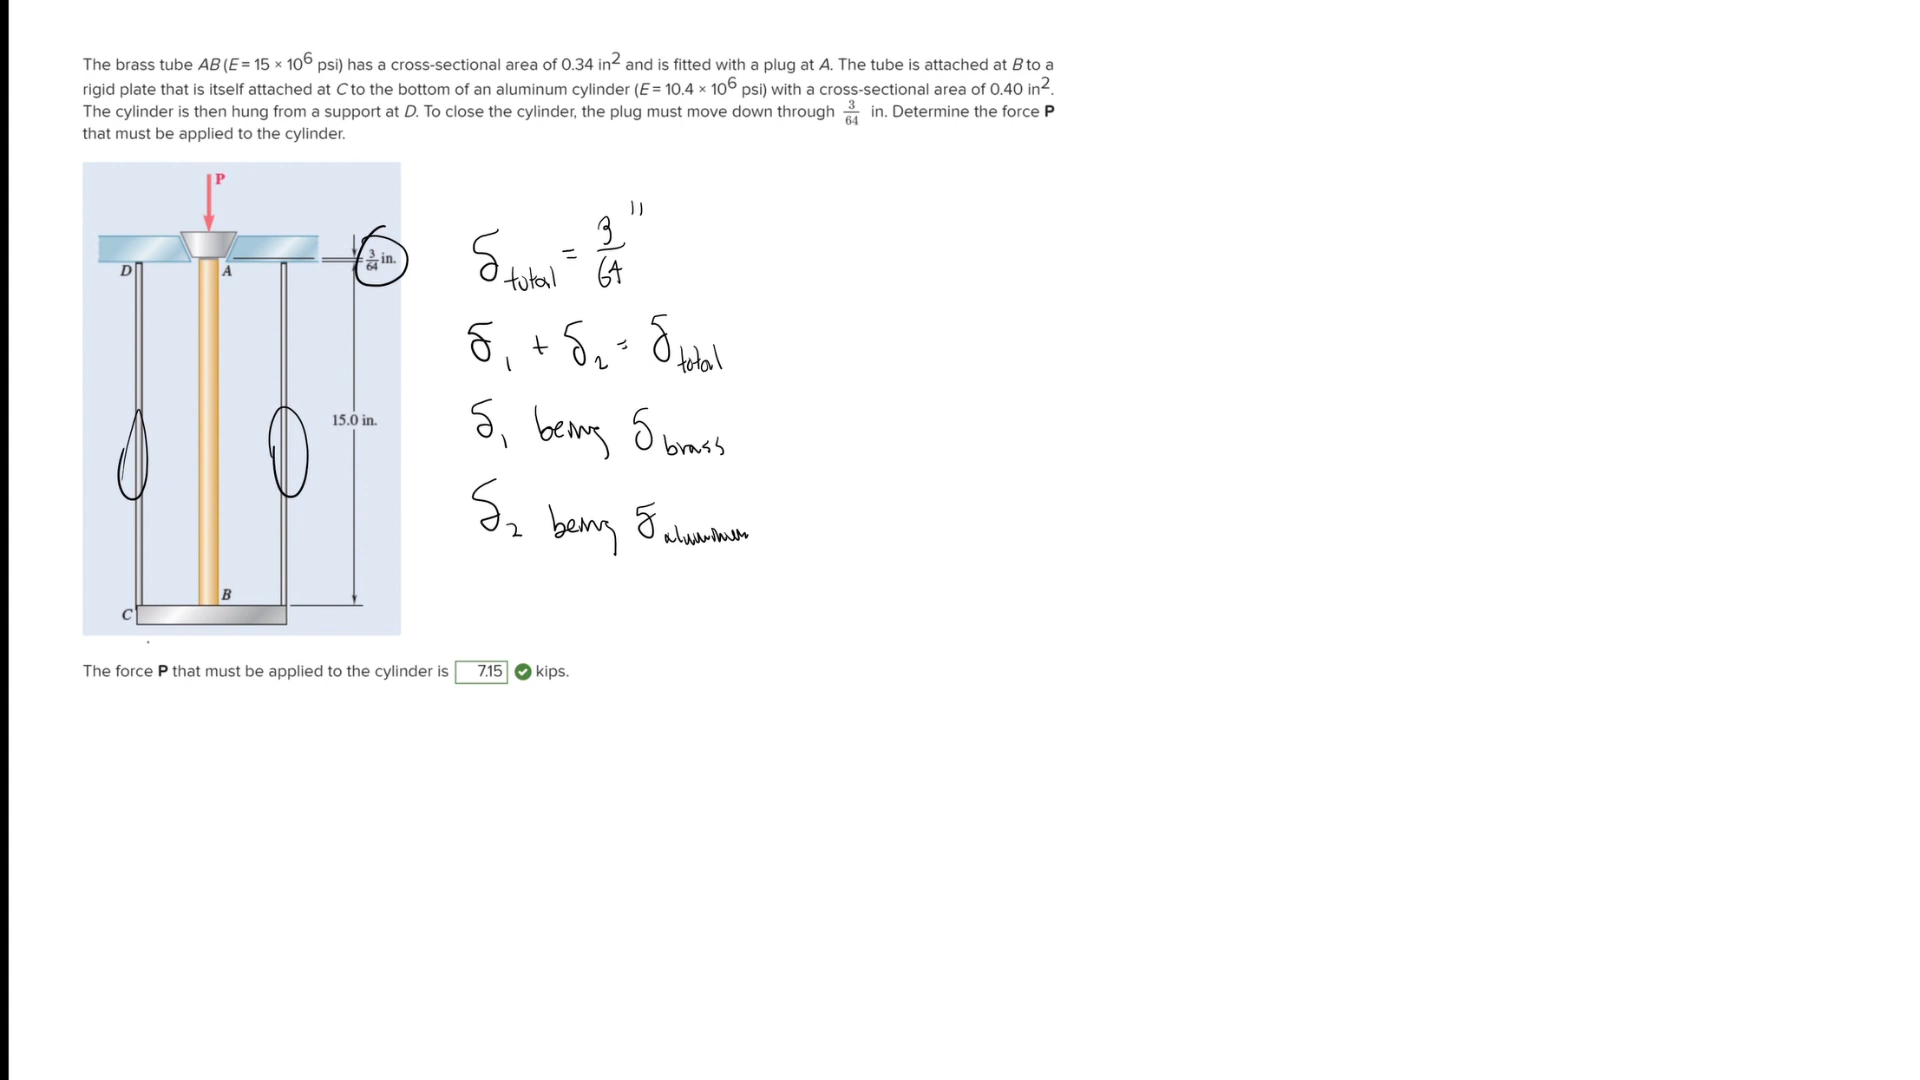 The brass tube AB (E = 15 × 10⁶ psi) has a cross-sectional area of 0.34 in² and is fitted with a plug at A. The tube is attached at B to a
rigid plate that is itself attached at C to the bottom of an aluminum cylinder (E = 10.4 × 10⁶ psi) with a cross-sectional area of 0.40 in².
The cylinder is then hung from a support at D. To close the cylinder, the plug must move down through 3/64 in. Determine the force P
that must be applied to the cylinder.
P
3/64 in.
D
A
15.0 in.
B
C
δ total = 3/64 "
δ₁ + δ₂ = δ total
δ₁ being δ brass
δ₂ being δ aluminum
The force P that must be applied to the cylinder is 7.15 kips.